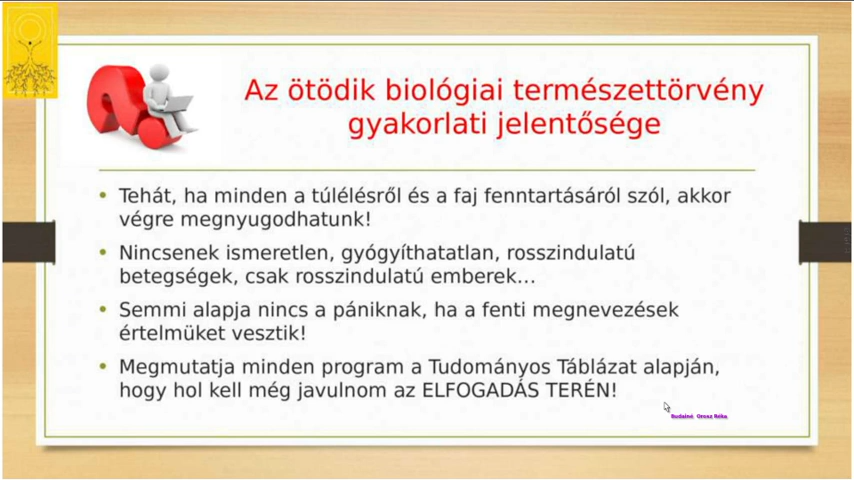 Az ötödik biológiai természettörvény
gyakorlati jelentősége
• Tehát, ha minden a túlélésről és a faj fenntartásáról szól, akkor
végre megnyugodhatunk!
• Nincsenek ismeretlen, gyógyíthatatlan, rosszindulatú
betegségek, csak rosszindulatú emberek...
• Semmi alapja nincs a pániknak, ha a fenti megnevezések
értelmüket vesztik!
• Megmutatja minden program a Tudományos Táblázat alapján,
hogy hol kell még javulnom az ELFOGADÁS TERÉN!
Budainé Orosz Réka